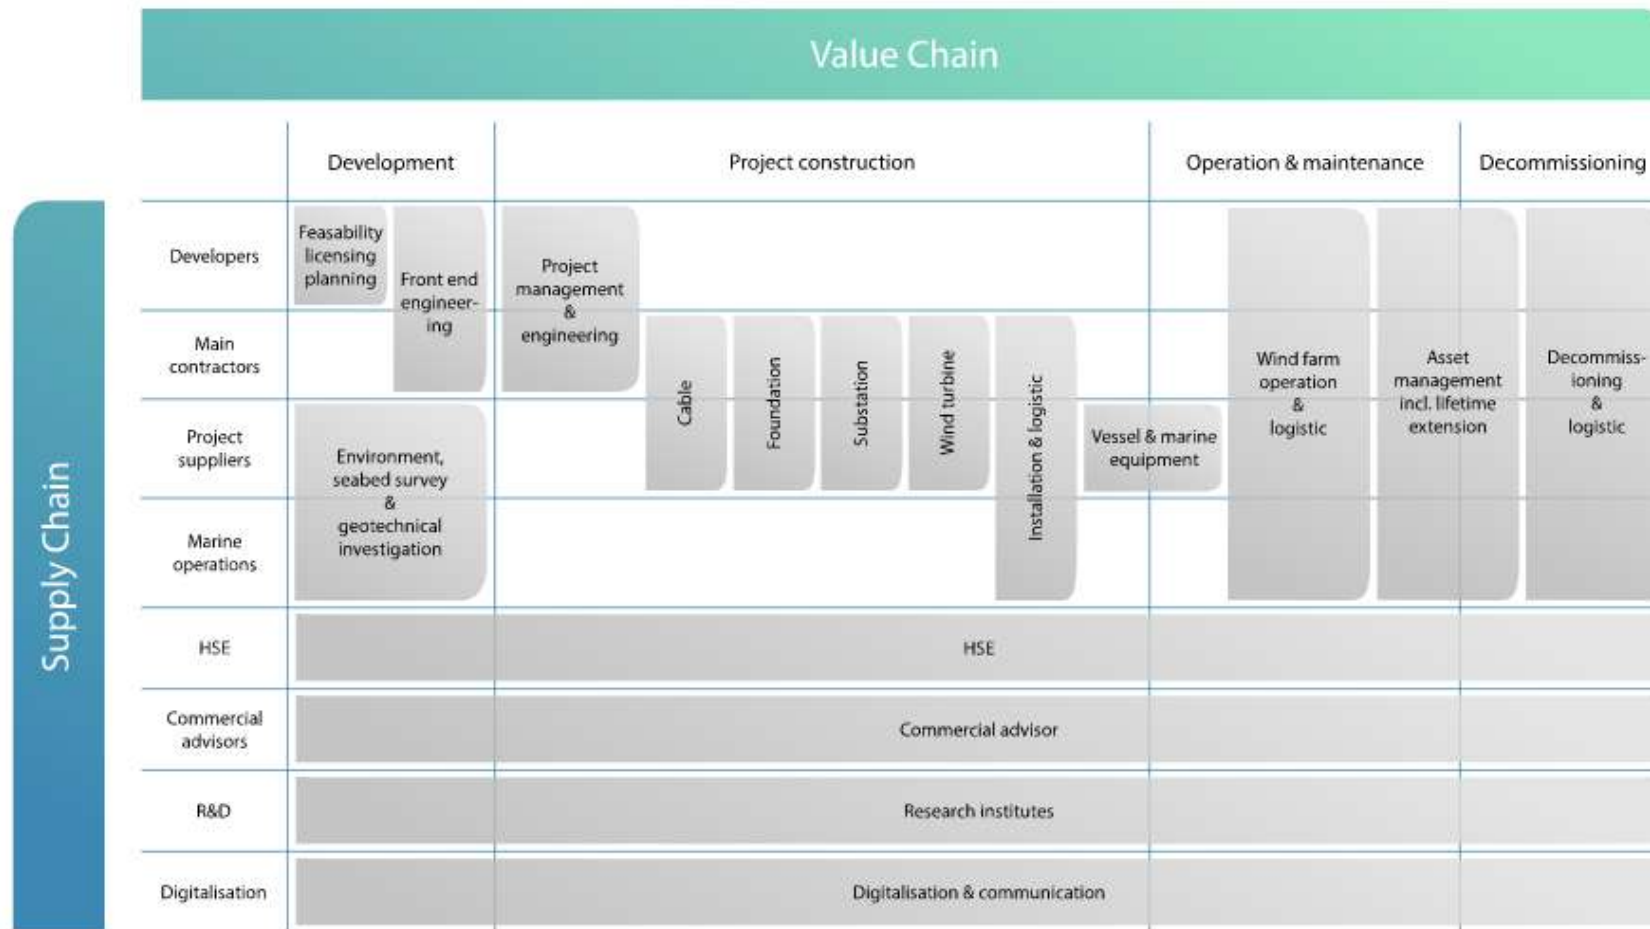 Value Chain
Development
Project construction
Operation & maintenance
Decommissioning
Supply Chain
Developers
Feasability
licensing
planning
Front end
engineer-
ing
Project
management
&
engineering
Main
contractors
Cable
Foundation
Substation
Wind turbine
Installation & logistic
Wind farm
operation
&
logistic
Asset
management
incl. lifetime
extension
Decommiss-
ioning
&
logistic
Project
suppliers
Environment,
seabed survey
&
geotechnical
investigation
Vessel & marine
equipment
Marine
operations
HSE
HSE
Commercial
advisors
Commercial advisor
R&D
Research institutes
Digitalisation
Digitalisation & communication